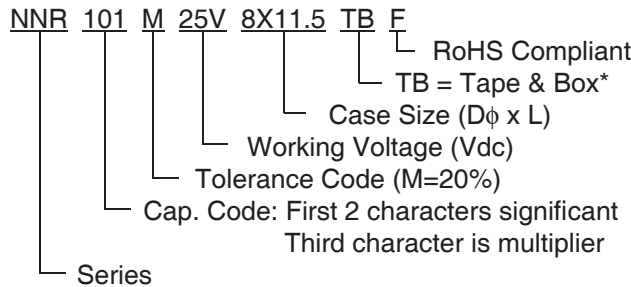 NNR 101 M 25V 8X11.5 TB F
RoHS Compliant
TB = Tape & Box*
Case Size (Dϕ x L)
Working Voltage (Vdc)
Tolerance Code (M=20%)
Cap. Code: First 2 characters significant
Third character is multiplier
Series